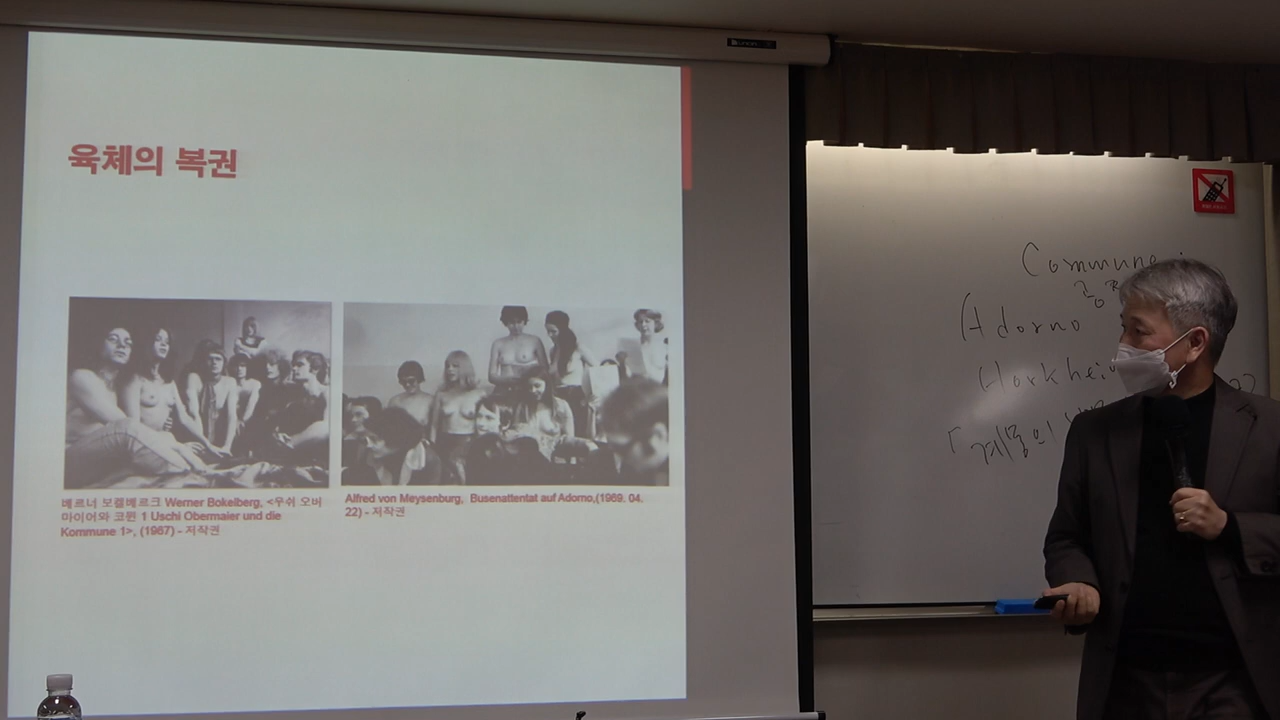 육체의 복권
베르너 보켈베르크 Werner Bokelberg, <우쉬 오버
마이어와 코뮌 1 Uschi Obermaier und die
Kommune 1>, (1967) - 저작권
Alfred von Meysenburg, Busenattentat auf Adorno,(1969. 04.
22) - 저작권
Commune
Adorno
Horkhei